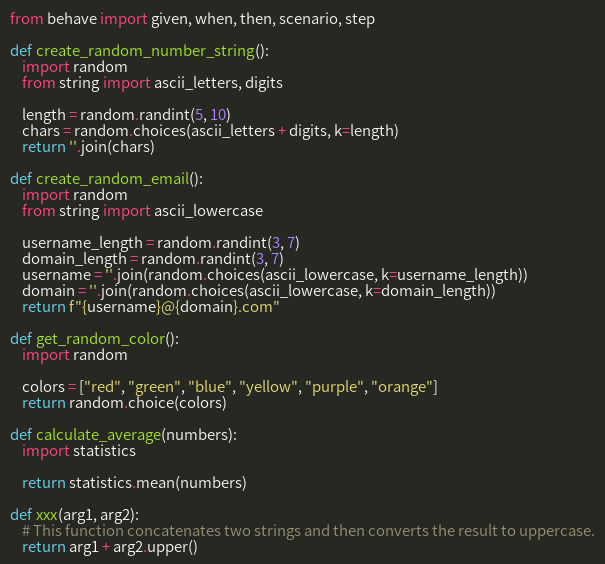 from behave import given, when, then, scenario, step
def create_random_number_string():
import random
from string import ascii_letters, digits
length = random.randint(5, 10)
chars = random.choices(ascii_letters + digits, k=length)
return ''.join(chars)
def create_random_email():
import random
from string import ascii_lowercase
username_length = random.randint(3, 7)
domain_length = random.randint(3, 7)
username = ''.join(random.choices(ascii_lowercase, k=username_length))
domain = ''.join(random.choices(ascii_lowercase, k=domain_length))
return f"{username}@{domain}.com"
def get_random_color():
import random
colors = ["red", "green", "blue", "yellow", "purple", "orange"]
return random.choice(colors)
def calculate_average(numbers):
import statistics
return statistics.mean(numbers)
def xxx(arg1, arg2):
# This function concatenates two strings and then converts the result to uppercase.
return arg1 + arg2.upper()